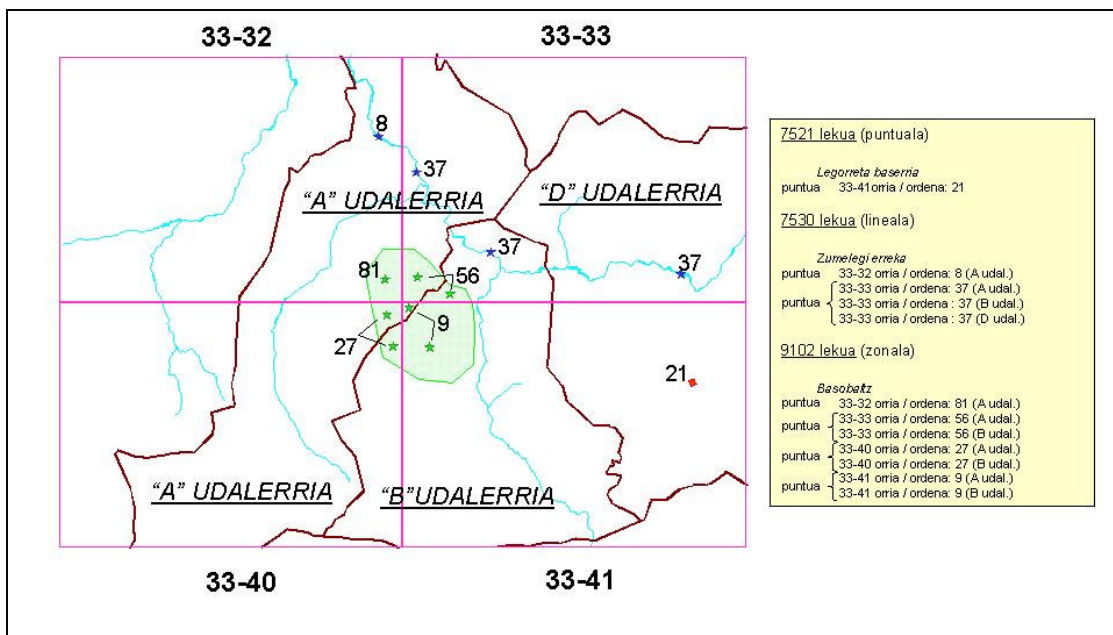 33-32
33-33
8
37
"A" UDALERRIA
"D" UDALERRIA
37
37
81
56
9
27
21
"A" UDALERRIA
"B" UDALERRIA
33-40
33-41
7521 lekua (puntuala)
Legorreta baserria
puntua 33-41orria / ordena: 21
7530 lekua (lineala)
Zumelegi erreka
puntua 33-32 orria / ordena: 8 (A udal.)
33-33 orria / ordena: 37 (A udal.)
puntua 33-33 orria / ordena : 37 (B udal.)
33-33 orria / ordena: 37 (D udal.)
9102 lekua (zonala)
Basobaltz
puntua 33-32 orria / ordena: 81 (A udal.)
puntua 33-33 orria / ordena: 56 (A udal.)
33-33 orria / ordena: 56 (B udal.)
puntua 33-40 orria / ordena: 27 (A udal.)
33-40 orria / ordena: 27 (B udal.)
puntua 33-41 orria / ordena: 9 (A udal.)
33-41 orria / ordena: 9 (B udal.)